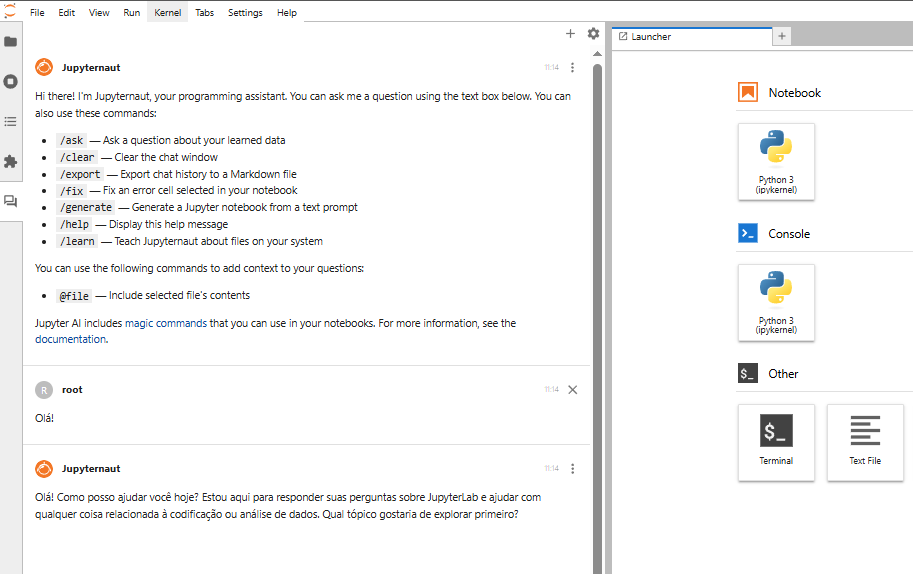 File Edit View Run Kernel Tabs Settings Help
Jupyternaut 11:14
Hi there! I'm Jupyternaut, your programming assistant. You can ask me a question using the text box below. You can
also use these commands:
/ask — Ask a question about your learned data
/clear — Clear the chat window
/export — Export chat history to a Markdown file
/fix — Fix an error cell selected in your notebook
/generate — Generate a Jupyter notebook from a text prompt
/help — Display this help message
/learn — Teach Jupyternaut about files on your system
You can use the following commands to add context to your questions:
@file — Include selected file's contents
Jupyter AI includes magic commands that you can use in your notebooks. For more information, see the
documentation.
R root 11:14
Olá!
Jupyternaut 11:14
Olá! Como posso ajudar você hoje? Estou aqui para responder suas perguntas sobre JupyterLab e ajudar com
qualquer coisa relacionada à codificação ou análise de dados. Qual tópico gostaria de explorar primeiro?
Launcher
Notebook
Python 3
(ipykernel)
Console
Python 3
(ipykernel)
$_ Other
$_
Terminal Text File